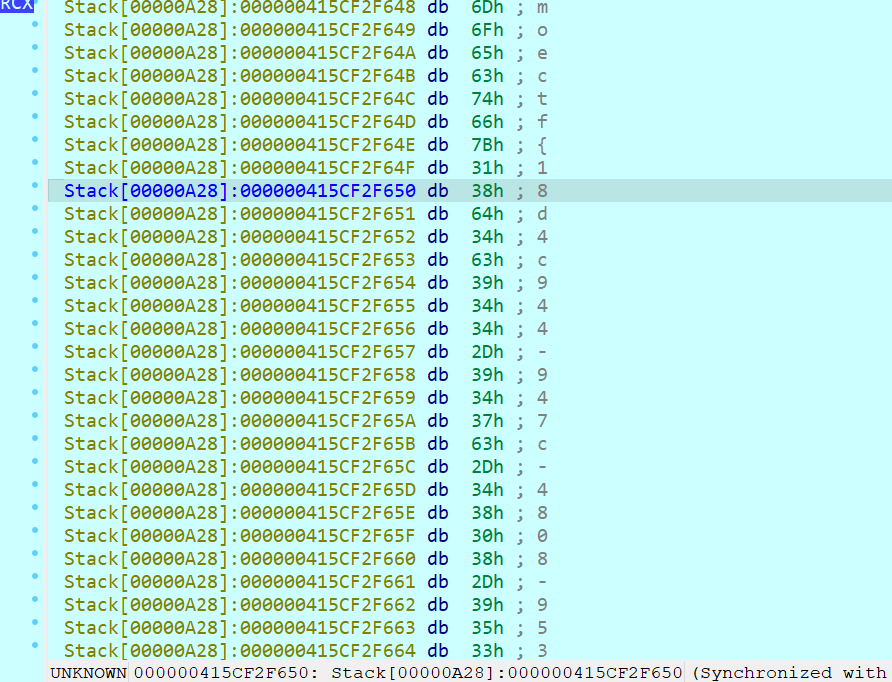 RCX
Stack[00000A28]:000000415CF2F648 db 6Dh ; m
Stack[00000A28]:000000415CF2F649 db 6Fh ; o
Stack[00000A28]:000000415CF2F64A db 65h ; e
Stack[00000A28]:000000415CF2F64B db 63h ; c
Stack[00000A28]:000000415CF2F64C db 74h ; t
Stack[00000A28]:000000415CF2F64D db 66h ; f
Stack[00000A28]:000000415CF2F64E db 7Bh ; {
Stack[00000A28]:000000415CF2F64F db 31h ; 1
Stack[00000A28]:000000415CF2F650 db 38h ; 8
Stack[00000A28]:000000415CF2F651 db 64h ; d
Stack[00000A28]:000000415CF2F652 db 34h ; 4
Stack[00000A28]:000000415CF2F653 db 63h ; c
Stack[00000A28]:000000415CF2F654 db 39h ; 9
Stack[00000A28]:000000415CF2F655 db 34h ; 4
Stack[00000A28]:000000415CF2F656 db 34h ; 4
Stack[00000A28]:000000415CF2F657 db 2Dh ; -
Stack[00000A28]:000000415CF2F658 db 39h ; 9
Stack[00000A28]:000000415CF2F659 db 34h ; 4
Stack[00000A28]:000000415CF2F65A db 37h ; 7
Stack[00000A28]:000000415CF2F65B db 63h ; c
Stack[00000A28]:000000415CF2F65C db 2Dh ; -
Stack[00000A28]:000000415CF2F65D db 34h ; 4
Stack[00000A28]:000000415CF2F65E db 38h ; 8
Stack[00000A28]:000000415CF2F65F db 30h ; 0
Stack[00000A28]:000000415CF2F660 db 38h ; 8
Stack[00000A28]:000000415CF2F661 db 2Dh ; -
Stack[00000A28]:000000415CF2F662 db 39h ; 9
Stack[00000A28]:000000415CF2F663 db 35h ; 5
Stack[00000A28]:000000415CF2F664 db 33h ; 3
UNKNOWN 000000415CF2F650: Stack[00000A28]:000000415CF2F650 (Synchronized with